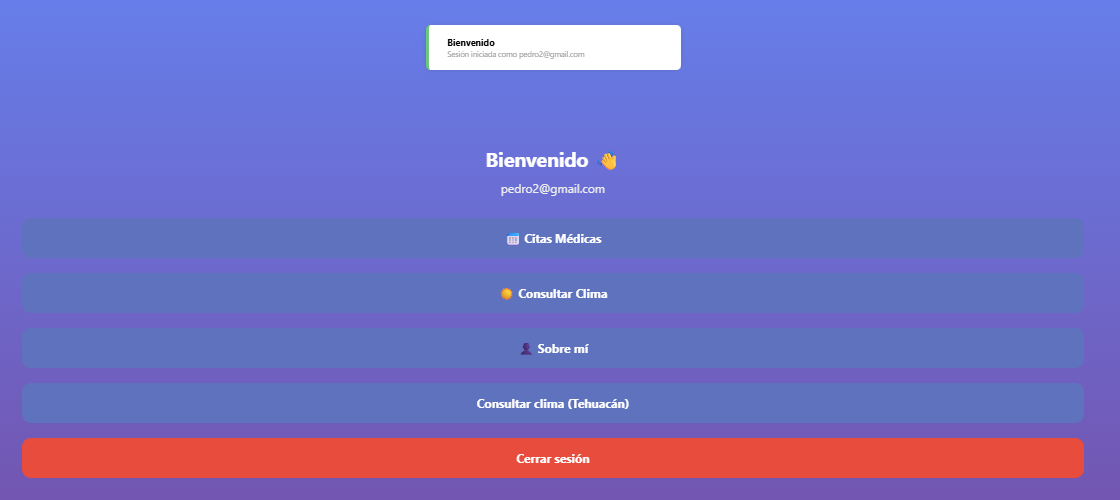 Bienvenido
Sesión iniciada como pedro2@gmail.com
Bienvenido 👋
pedro2@gmail.com
Citas Médicas
Consultar Clima
Sobre mí
Consultar clima (Tehuacán)
Cerrar sesión